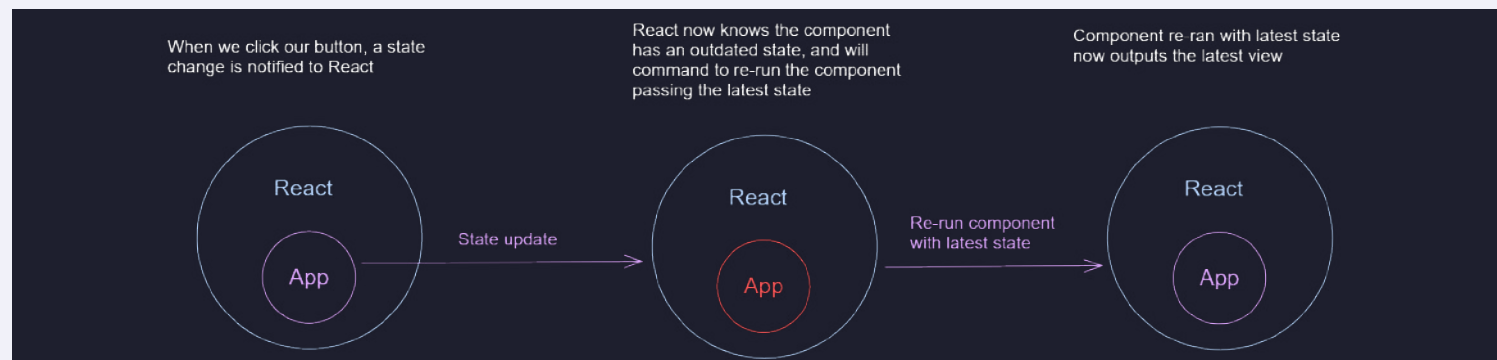 When we click our button, a state
change is notified to React
React now knows the component
has an outdated state, and will
command to re-run the component
passing the latest state
Component re-ran with latest state
now outputs the latest view
React
App
State update
React
App
Re-run component
with latest state
React
App